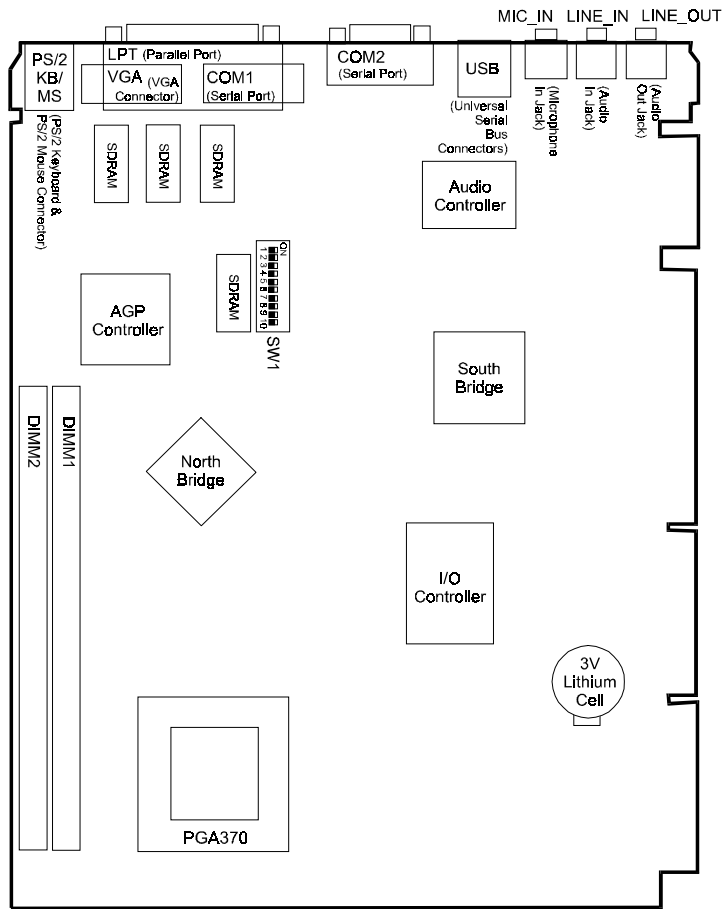 MIC_IN LINE_IN LINE_OUT
PS/2
KB/
MS
LPT (Parallel Port)
VGA (VGA
Connector)
COM1
(Serial Port)
COM2
(Serial Port)
USB
(Universal
Serial
Bus
Connectors)
(Microphone
In Jack)
(Audio
In Jack)
(Audio
Out Jack)
(PS/2 Keyboard &
PS/2 Mouse Connector)
SDRAM
SDRAM
SDRAM
Audio
Controller
SDRAM
ON
1 2 3 4 5 6 7 8 9 10
SW1
AGP
Controller
South
Bridge
DIMM2
DIMM1
North
Bridge
I/O
Controller
3V
Lithium
Cell
PGA370